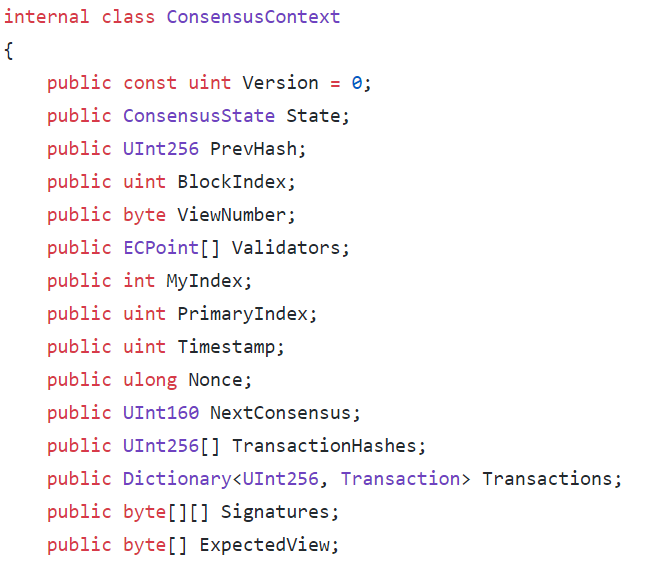 internal class ConsensusContext
{
    public const uint Version = 0;
    public ConsensusState State;
    public UInt256 PrevHash;
    public uint BlockIndex;
    public byte ViewNumber;
    public ECPoint[] Validators;
    public int MyIndex;
    public uint PrimaryIndex;
    public uint Timestamp;
    public ulong Nonce;
    public UInt160 NextConsensus;
    public UInt256[] TransactionHashes;
    public Dictionary<UInt256, Transaction> Transactions;
    public byte[][] Signatures;
    public byte[] ExpectedView;